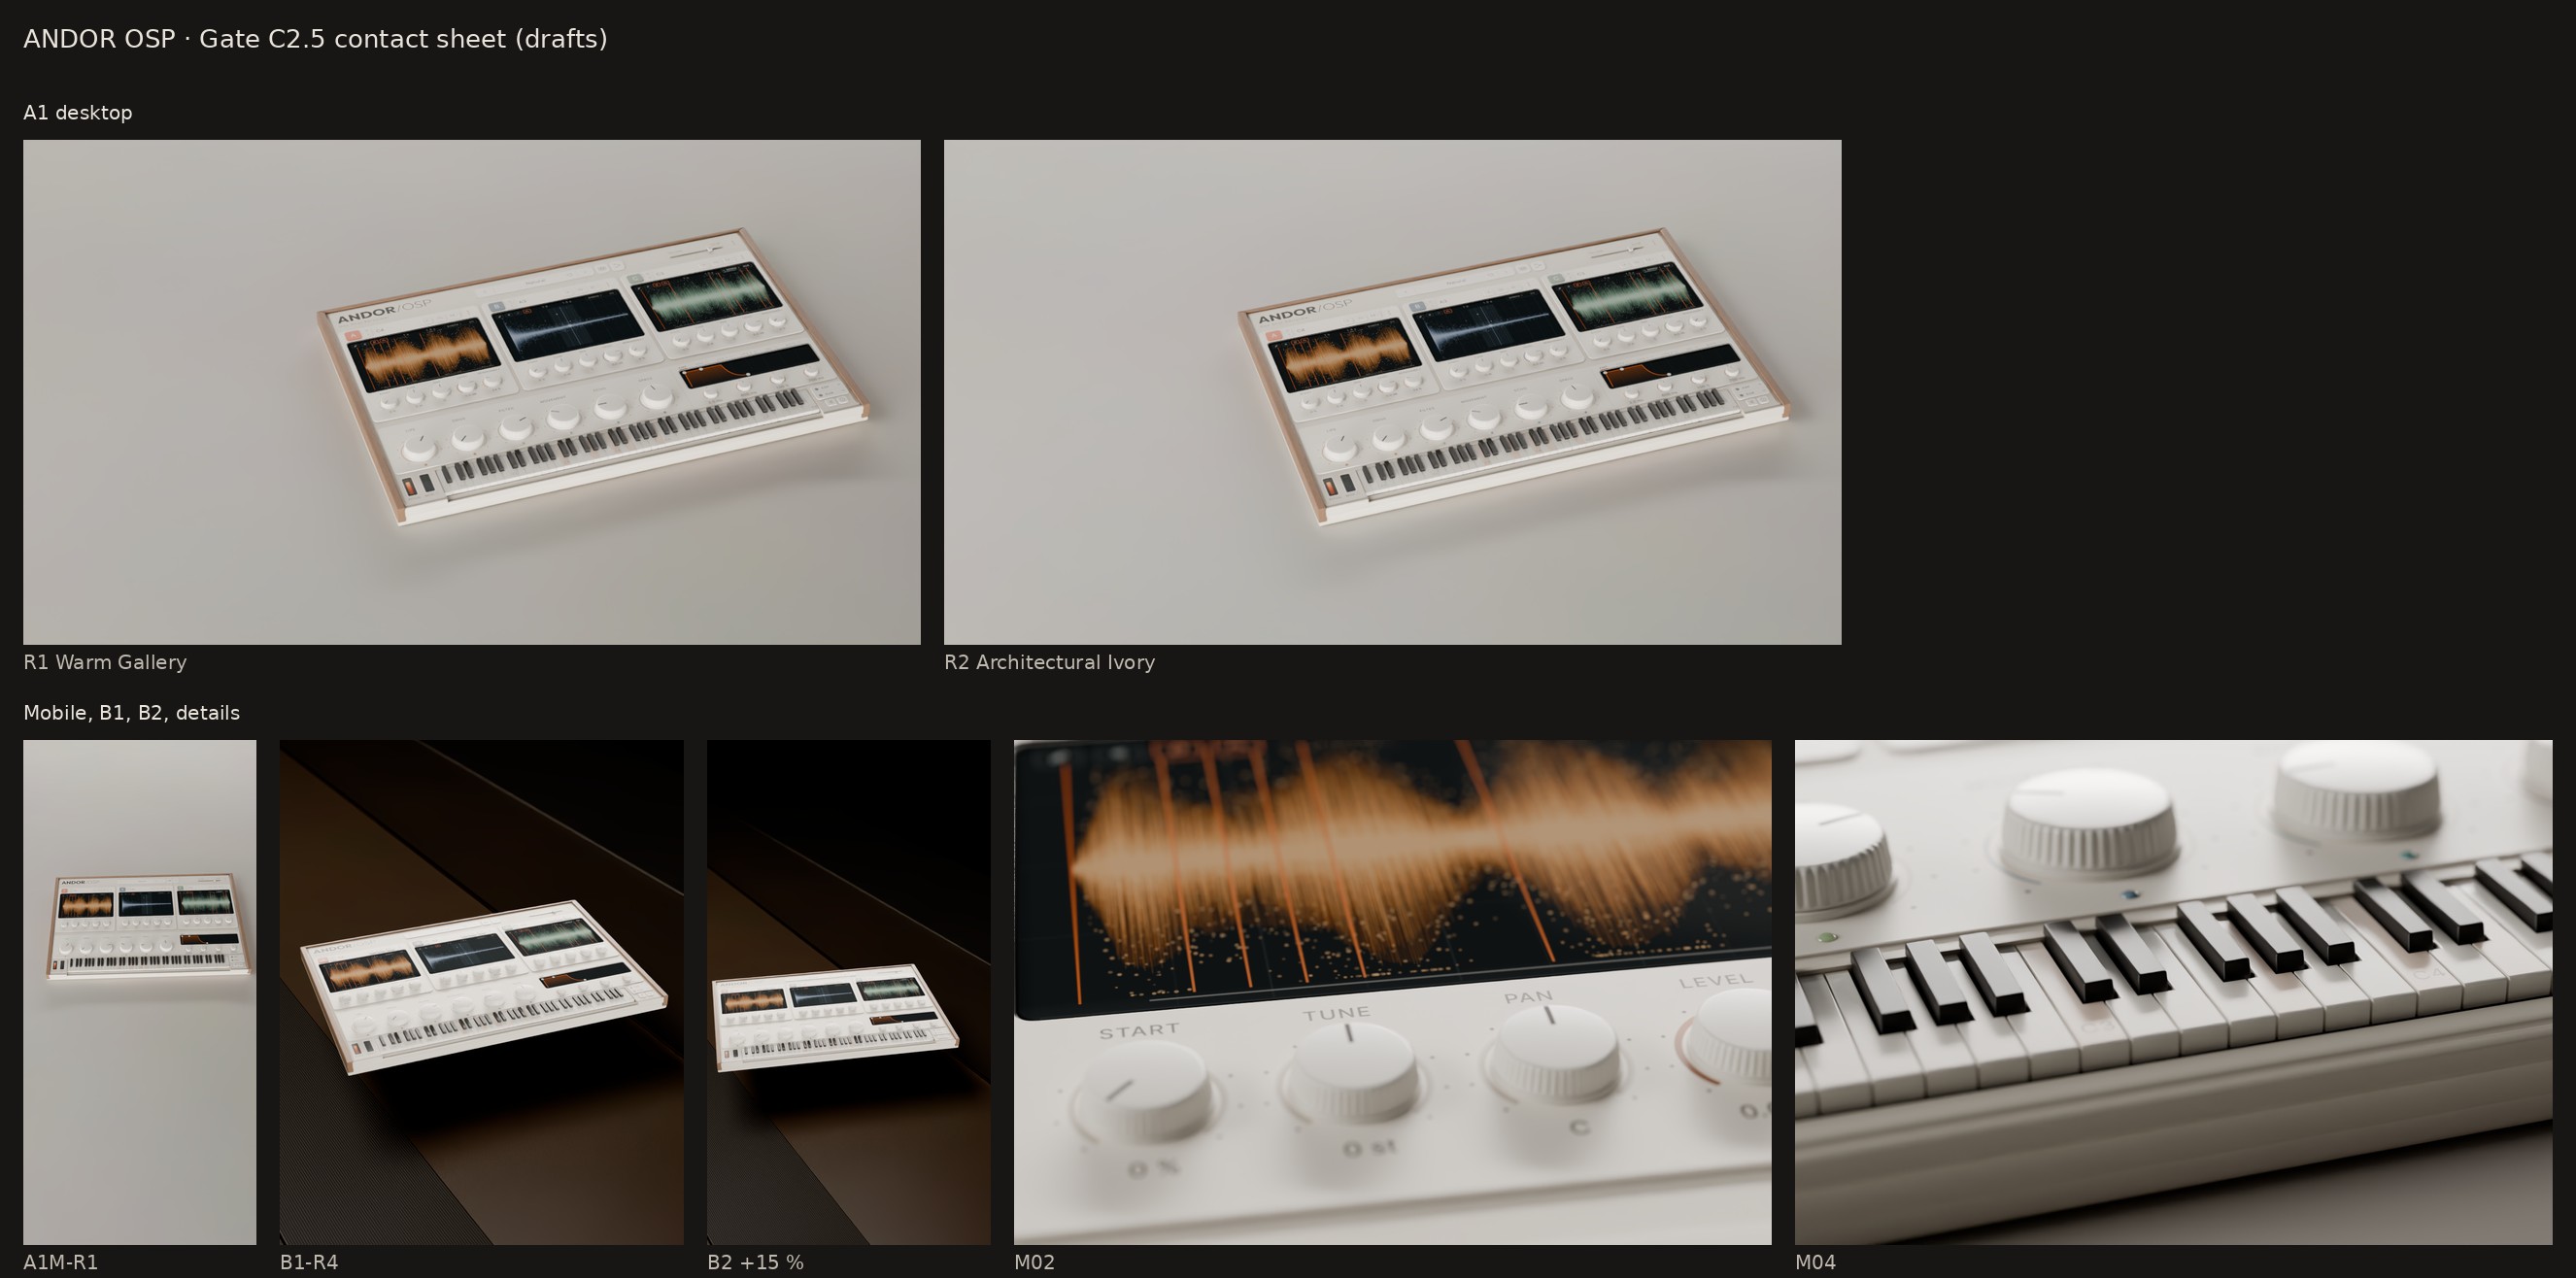 ANDOR OSP · Gate C2.5 contact sheet (drafts)
A1 desktop
ANDOR/OSP
ANDOR/OSP
R1 Warm Gallery
R2 Architectural Ivory
Mobile, B1, B2, details
ANDOR
ANDOR
START
TUNE
PAN
LEVEL
0 %
0 st
C
A1M-R1
B1-R4
B2 +15 %
M02
M04